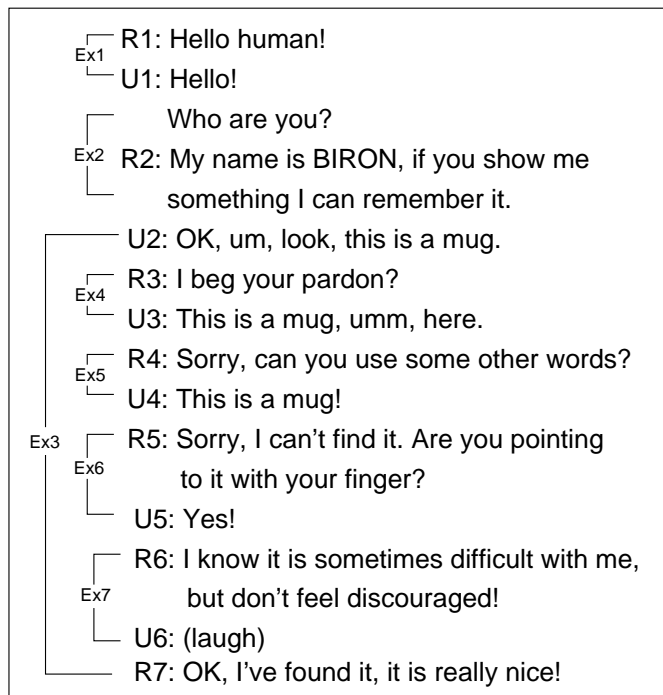 Ex1
R1: Hello human!
U1: Hello!
Who are you?
Ex2
R2: My name is BIRON, if you show me
something I can remember it.
U2: OK, um, look, this is a mug.
R3: I beg your pardon?
Ex4
U3: This is a mug, umm, here.
R4: Sorry, can you use some other words?
Ex5
U4: This is a mug!
Ex3
R5: Sorry, I can't find it. Are you pointing
Ex6
to it with your finger?
U5: Yes!
R6: I know it is sometimes difficult with me,
Ex7
but don't feel discouraged!
U6: (laugh)
R7: OK, I've found it, it is really nice!